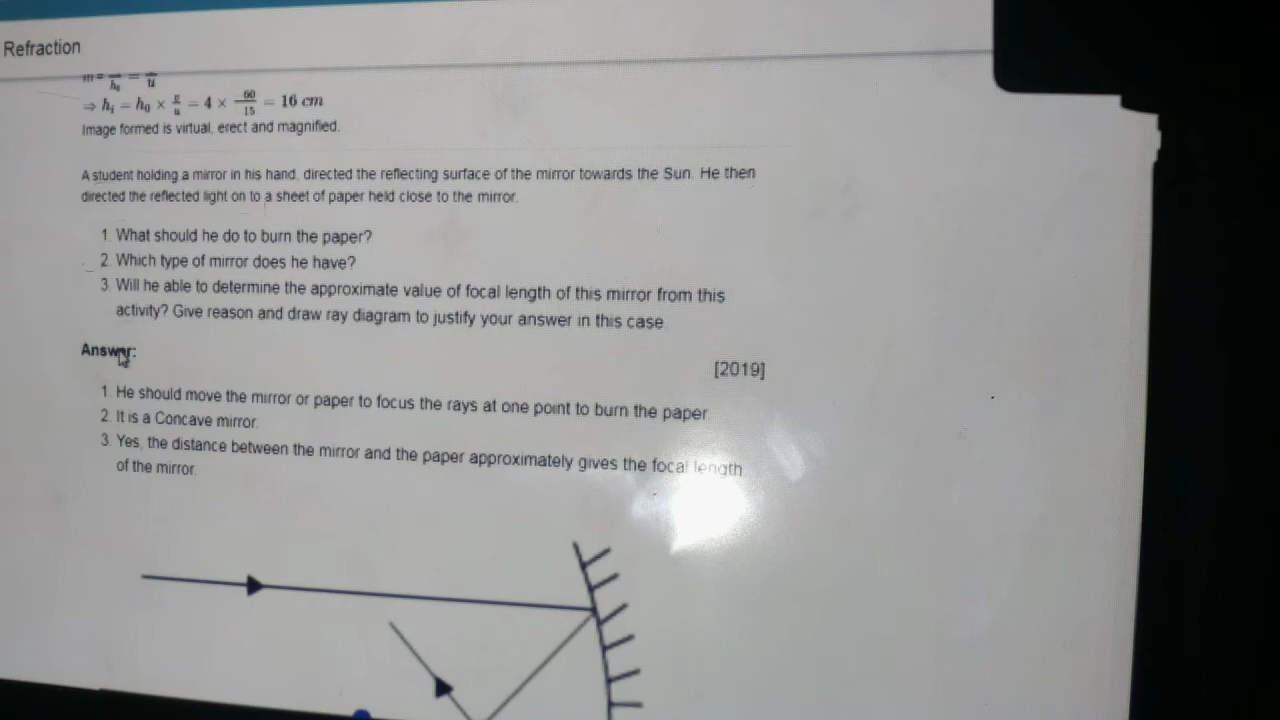 Refraction
⇒ hᵢ = h₀ × v/u = 4 × 60/15 = 16 cm
Image formed is virtual, erect and magnified.
A student holding a mirror in his hand, directed the reflecting surface of the mirror towards the Sun. He then
directed the reflected light on to a sheet of paper held close to the mirror.
1. What should he do to burn the paper?
2. Which type of mirror does he have?
3. Will he able to determine the approximate value of focal length of this mirror from this
activity? Give reason and draw ray diagram to justify your answer in this case.
Answer:
[2019]
1. He should move the mirror or paper to focus the rays at one point to burn the paper.
2. It is a Concave mirror.
3. Yes, the distance between the mirror and the paper approximately gives the focal length
of the mirror.